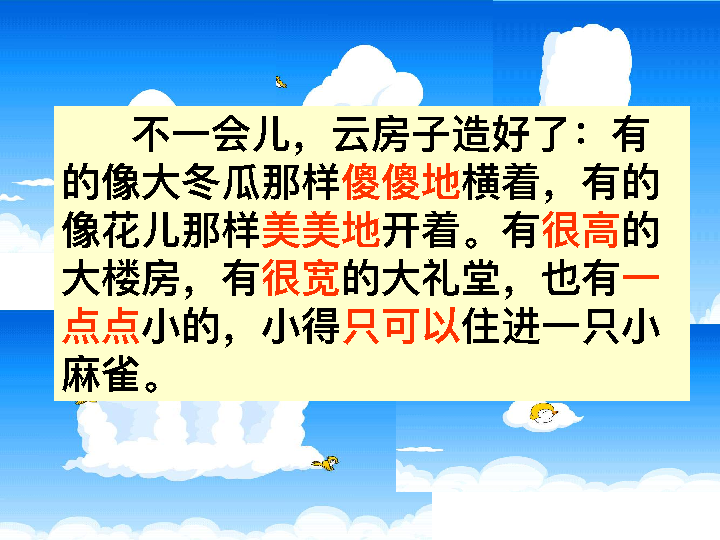 不一会儿，云房子造好了：有
的像大冬瓜那样傻傻地横着，有的
像花儿那样美美地开着。有很高的
大楼房，有很宽的大礼堂，也有一
点点小的，小得只可以住进一只小
麻雀。